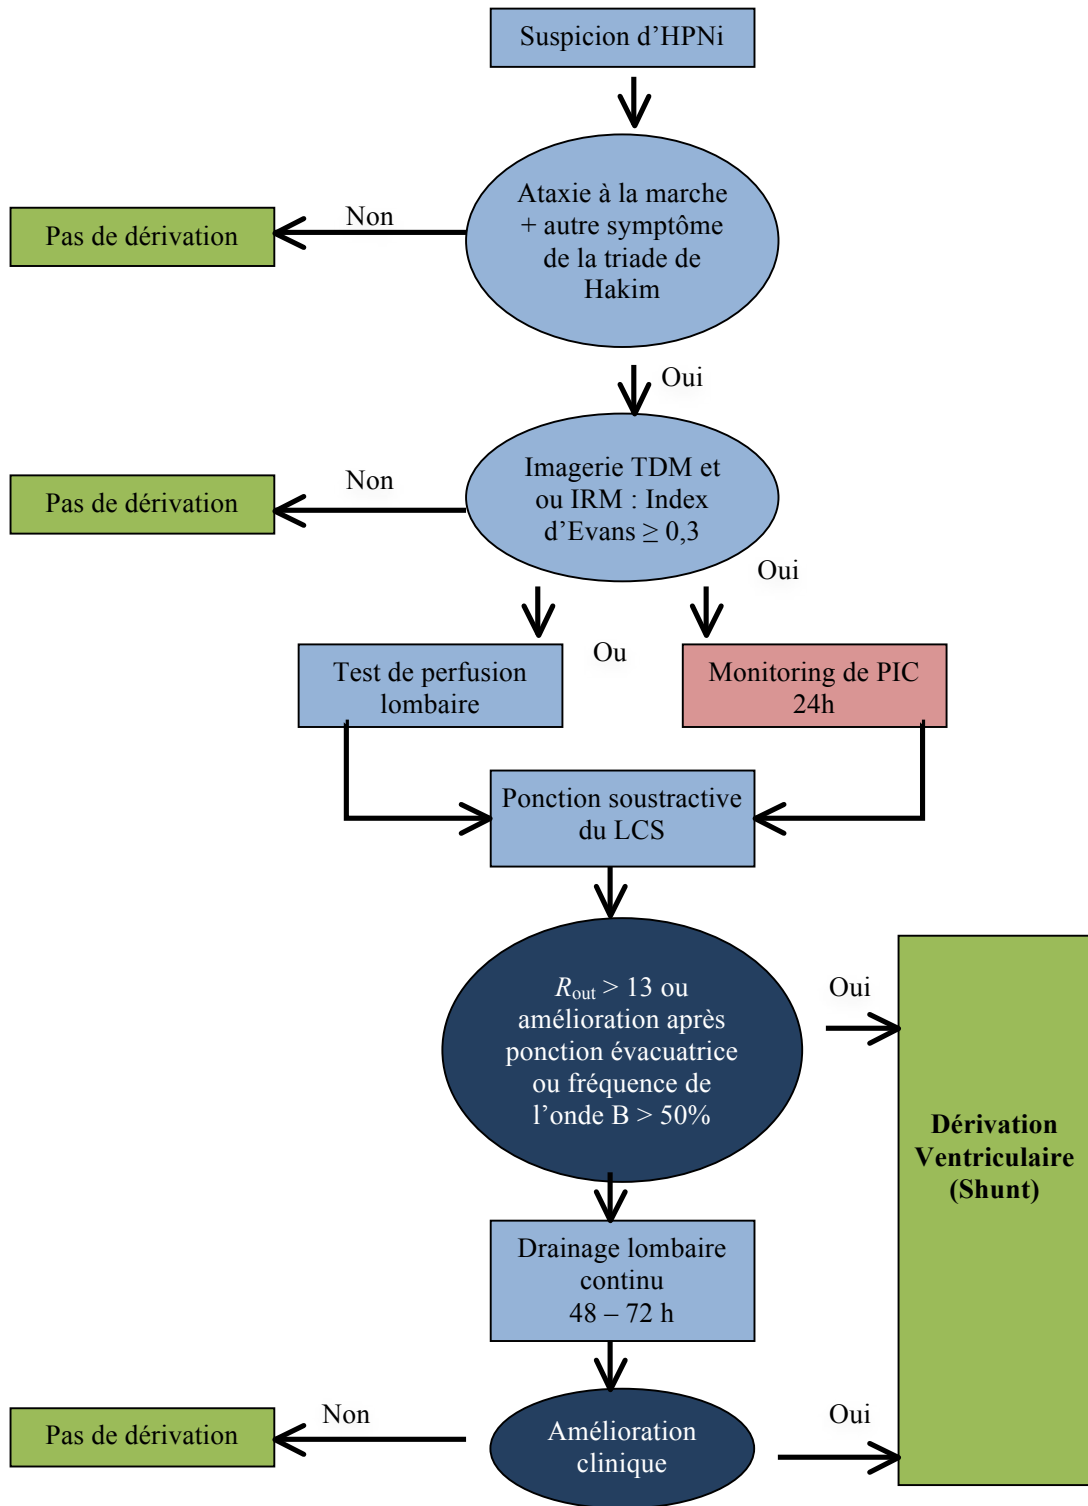 Suspicion d’HPNi
Ataxie à la marche
+ autre symptôme
de la triade de
Hakim
Non
Pas de dérivation
Oui
Imagerie TDM et
ou IRM : Index
d’Evans ≥ 0,3
Non
Pas de dérivation
Oui
Ou
Test de perfusion
lombaire
Monitoring de PIC
24h
Ponction soustractive
du LCS
R_out > 13 ou
amélioration après
ponction évacuatrice
ou fréquence de
l’onde B > 50%
Oui
Dérivation
Ventriculaire
(Shunt)
Drainage lombaire
continu
48 – 72 h
Amélioration
clinique
Non
Pas de dérivation
Oui